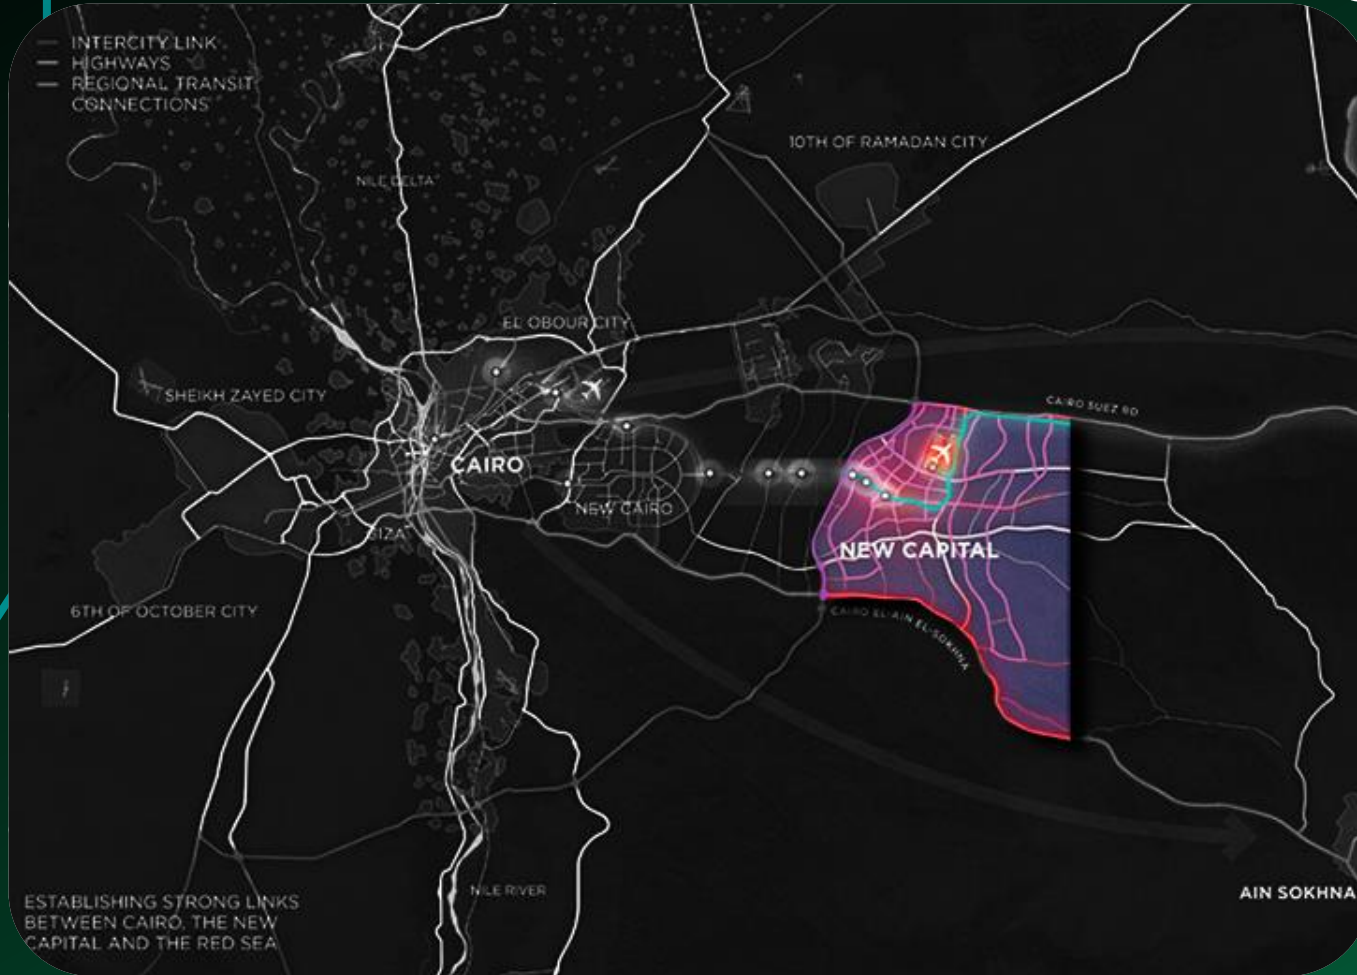 INTERCITY LINK
HIGHWAYS
REGIONAL TRANSIT
CONNECTIONS
10TH OF RAMADAN CITY
NILE DELTA
EL OBOUR CITY
SHEIKH ZAYED CITY
CAIRO SUEZ RD
CAIRO
NEW CAIRO
GIZA
NEW CAPITAL
6TH OF OCTOBER CITY
CAIRO EL-AIN EL-SOKHNA
NILE RIVER
AIN SOKHNA
ESTABLISHING STRONG LINKS
BETWEEN CAIRO, THE NEW
CAPITAL AND THE RED SEA